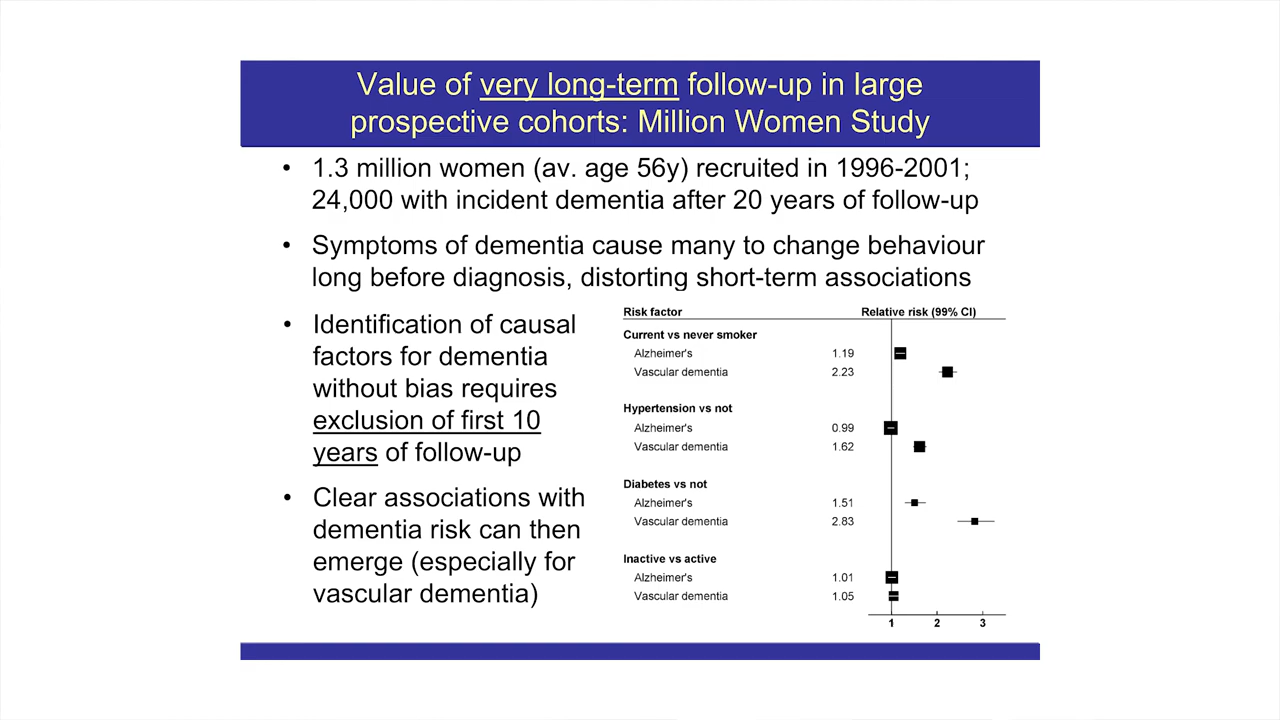 Value of very long-term follow-up in large
prospective cohorts: Million Women Study
• 1.3 million women (av. age 56y) recruited in 1996-2001;
24,000 with incident dementia after 20 years of follow-up
• Symptoms of dementia cause many to change behaviour
long before diagnosis, distorting short-term associations
• Identification of causal
factors for dementia
without bias requires
exclusion of first 10
years of follow-up
• Clear associations with
dementia risk can then
emerge (especially for
vascular dementia)
Risk factor Relative risk (99% CI)
Current vs never smoker
Alzheimer's 1.19
Vascular dementia 2.23
Hypertension vs not
Alzheimer's 0.99
Vascular dementia 1.62
Diabetes vs not
Alzheimer's 1.51
Vascular dementia 2.83
Inactive vs active
Alzheimer's 1.01
Vascular dementia 1.05
1 2 3